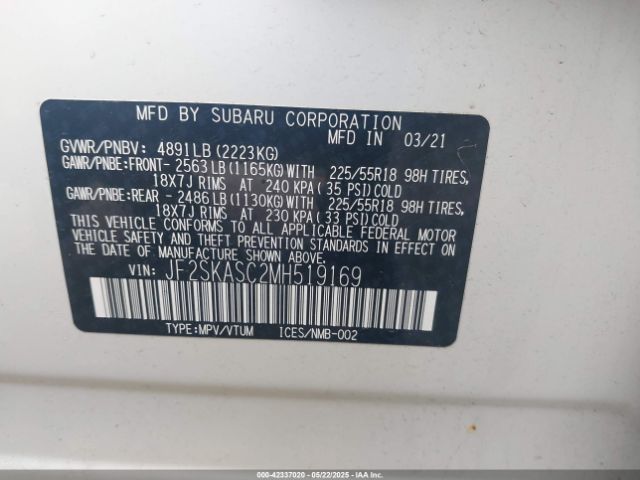 MFD BY SUBARU CORPORATION
MFD IN 03/21
GVWR/PNBV: 4891LB(2223KG)
GAWR/PNBE:FRONT- 2563LB(1165KG)WITH 225/55R18 98H TIRES,
18X7J RIMS AT 240 KPA( 35 PSI)COLD
GAWR/PNBE:REAR - 2486LB(1130KG)WITH 225/55R18 98H TIRES,
18X7J RIMS AT 230 KPA( 33 PSI)COLD
THIS VEHICLE CONFORMS TO ALL APPLICABLE FEDERAL MOTOR
VEHICLE SAFETY AND THEFT PREVENTION STANDARDS IN EFFECT
ON THE DATE OF MANUFACTURE SHOWN ABOVE.
VIN: JF2SKASC2MH519169
TYPE:MPV/VTUM ICES/NMB-002
000-42337020 - 05/22/2025 - IAAI